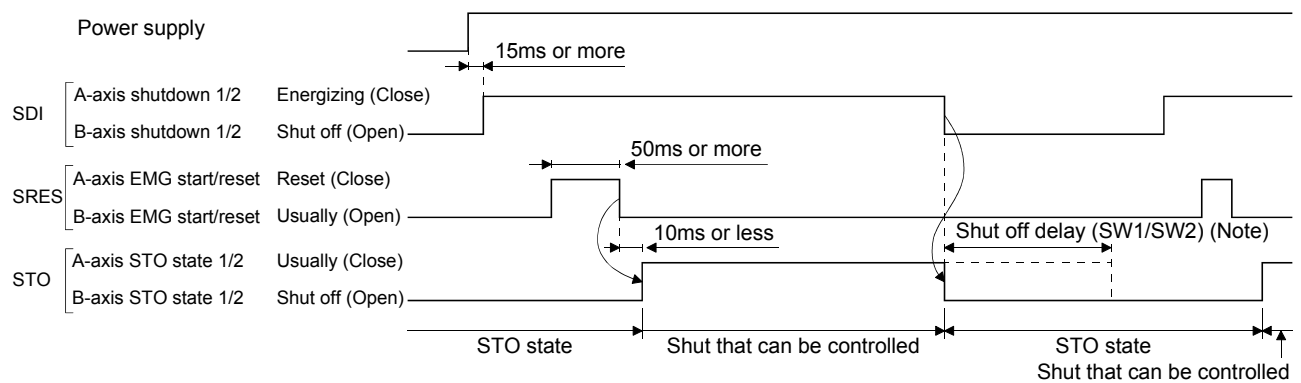 Power supply
15ms or more
SDI
A-axis shutdown 1/2 Energizing (Close)
B-axis shutdown 1/2 Shut off (Open)
50ms or more
SRES
A-axis EMG start/reset Reset (Close)
B-axis EMG start/reset Usually (Open)
10ms or less
Shut off delay (SW1/SW2) (Note)
STO
A-axis STO state 1/2 Usually (Close)
B-axis STO state 1/2 Shut off (Open)
STO state Shut that can be controlled STO state
Shut that can be controlled